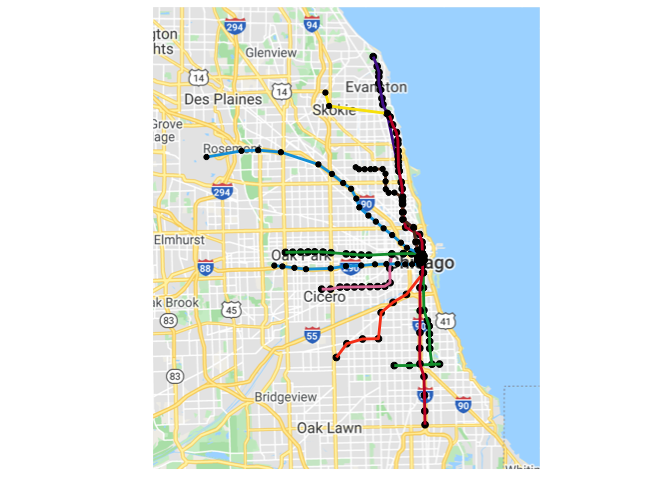 294
94
gton
hts
Glenview
14
14
Evanston
Des Plaines
Skokie
Grove
age
Rosemont
294
90
Elmhurst
Oak Park
88
290
ago
Cicero
ak Brook
45
83
41
55
83
Bridgeview
90
Oak Lawn
Whiting